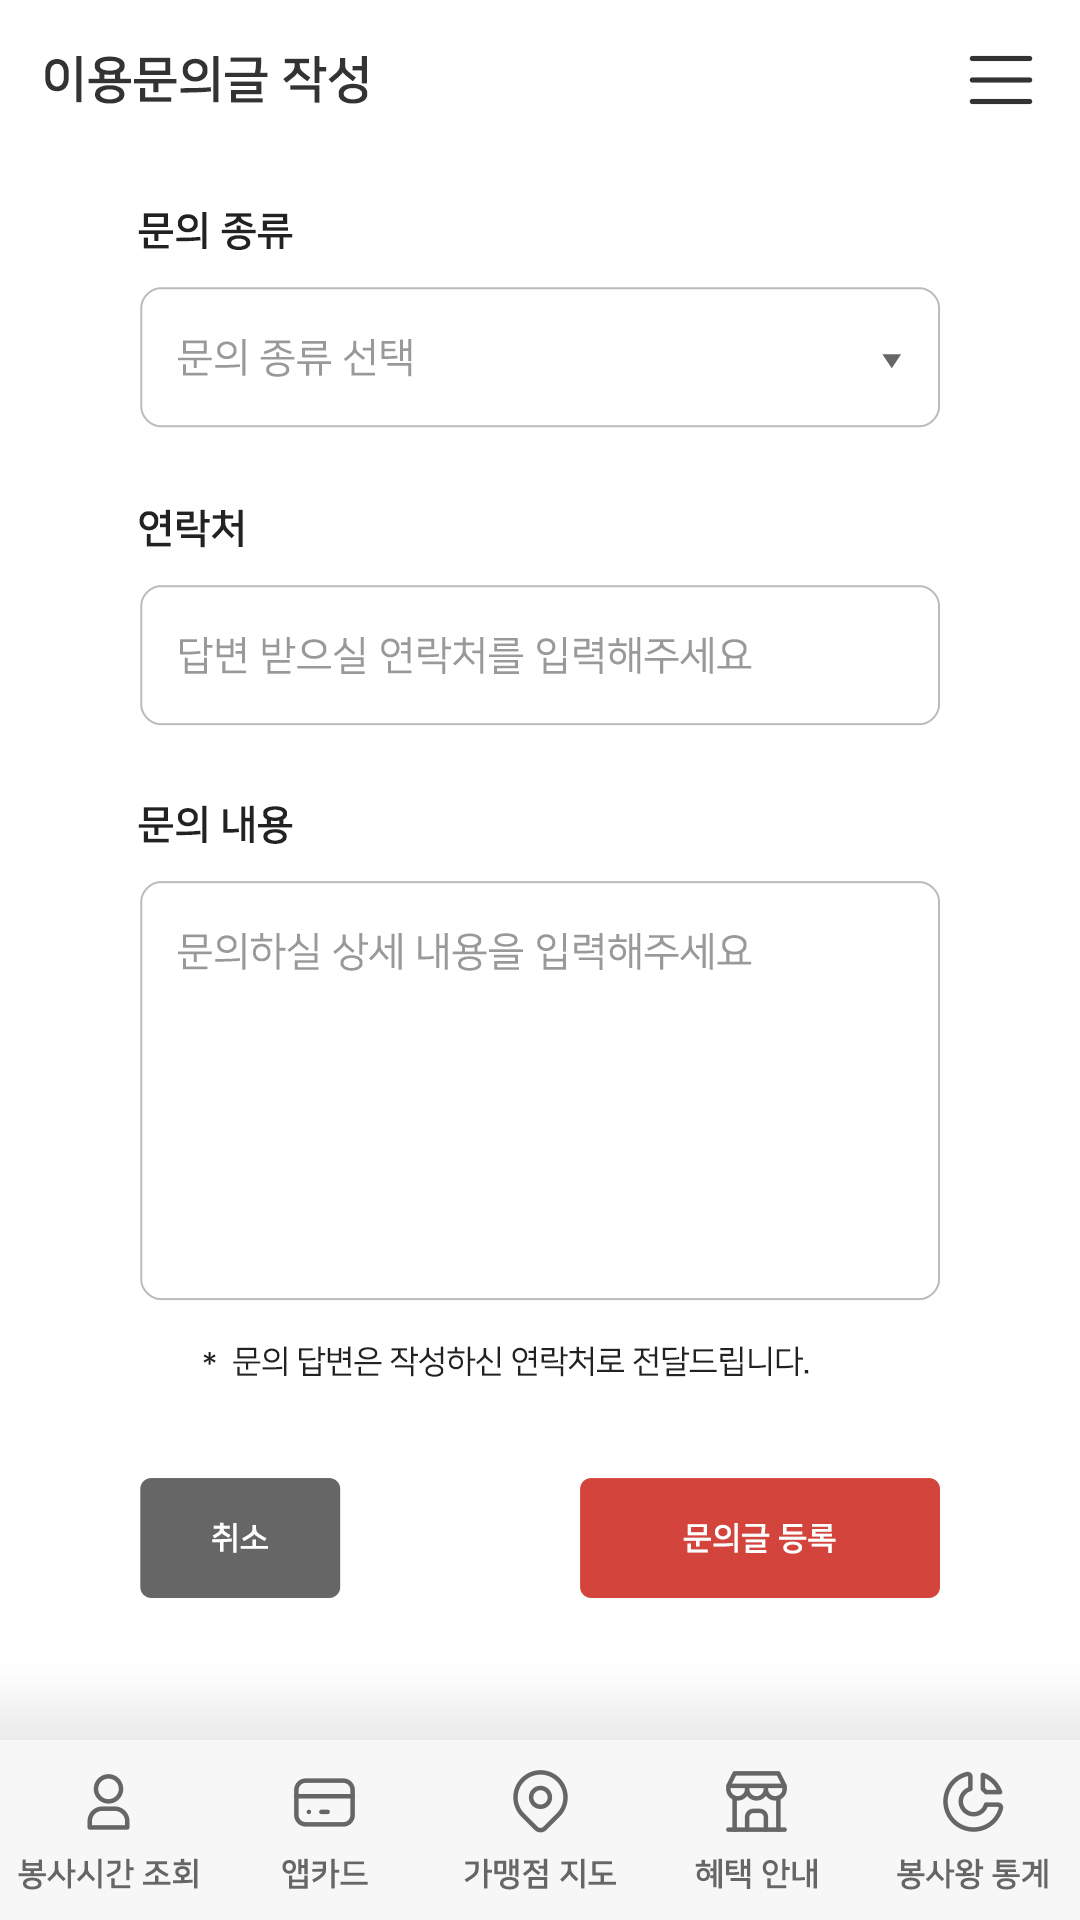 이용문의글 작성
문의 종류
문의 종류 선택
연락처
답변 받으실 연락처를 입력해주세요
문의 내용
문의하실 상세 내용을 입력해주세요
* 문의 답변은 작성하신 연락처로 전달드립니다.
취소
문의글 등록
봉사시간 조회
앱카드
가맹점 지도
혜택 안내
봉사왕 통계